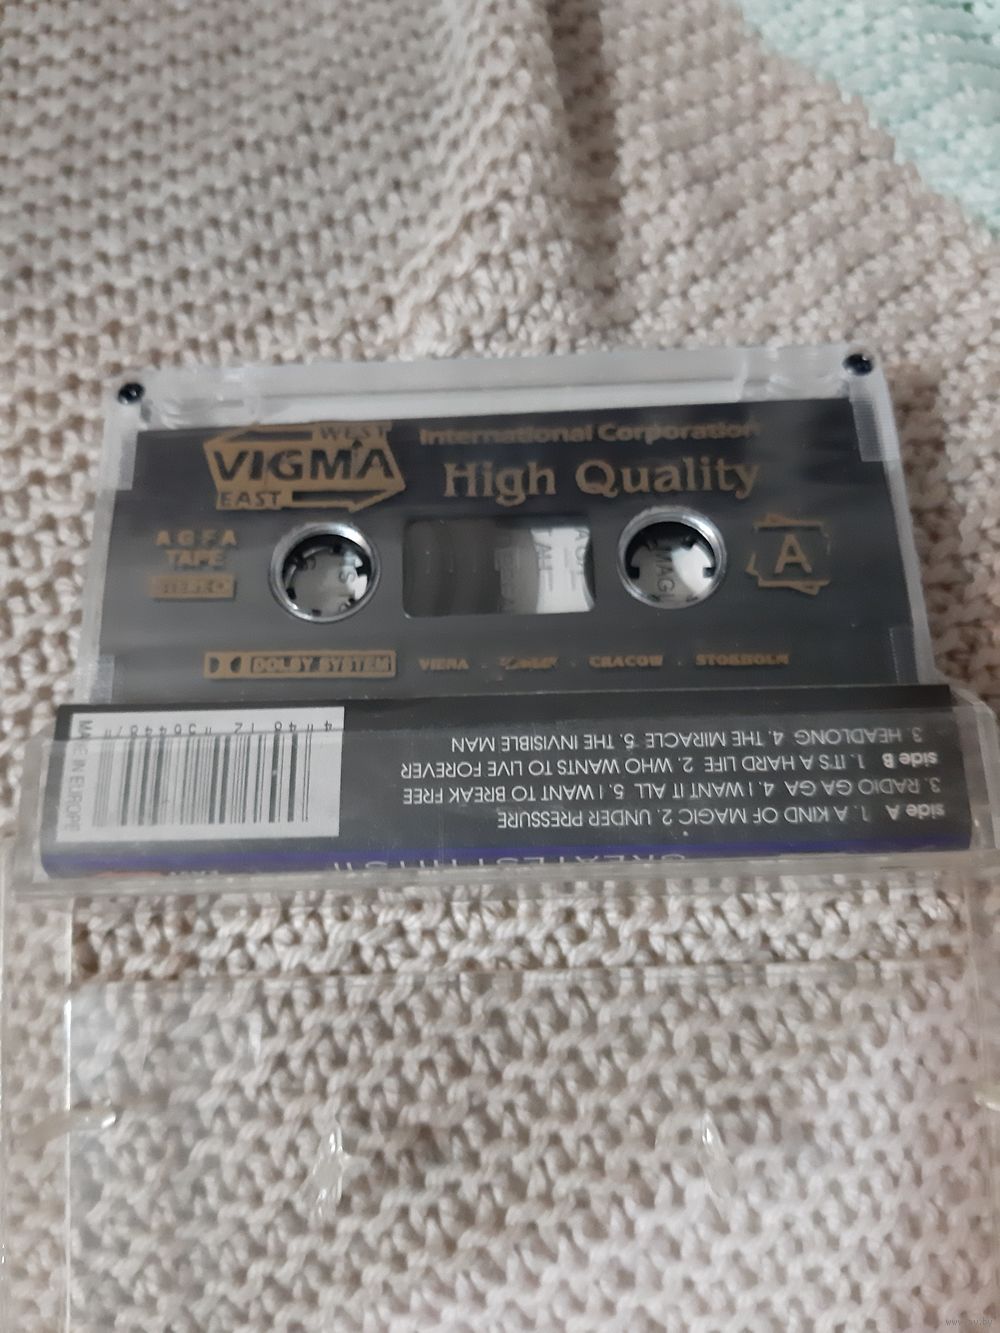 WEST
VIGMA
EAST
International Corporation
High Quality
AGFA
TAPE
STEREO
A
DOLBY SYSTEM
VIENA · · CRACOW · STOKHOLM
side A 1. A KIND OF MAGIC 2. UNDER PRESSURE
3. RADIO GA GA 4. I WANT IT ALL 5. I WANT TO BREAK FREE
side B 1. IT'S A HARD LIFE 2. WHO WANTS TO LIVE FOREVER
3. HEADLONG 4. THE MIRACLE 5. THE INVISIBLE MAN
GREATEST HITS II
MADE IN EUROPE